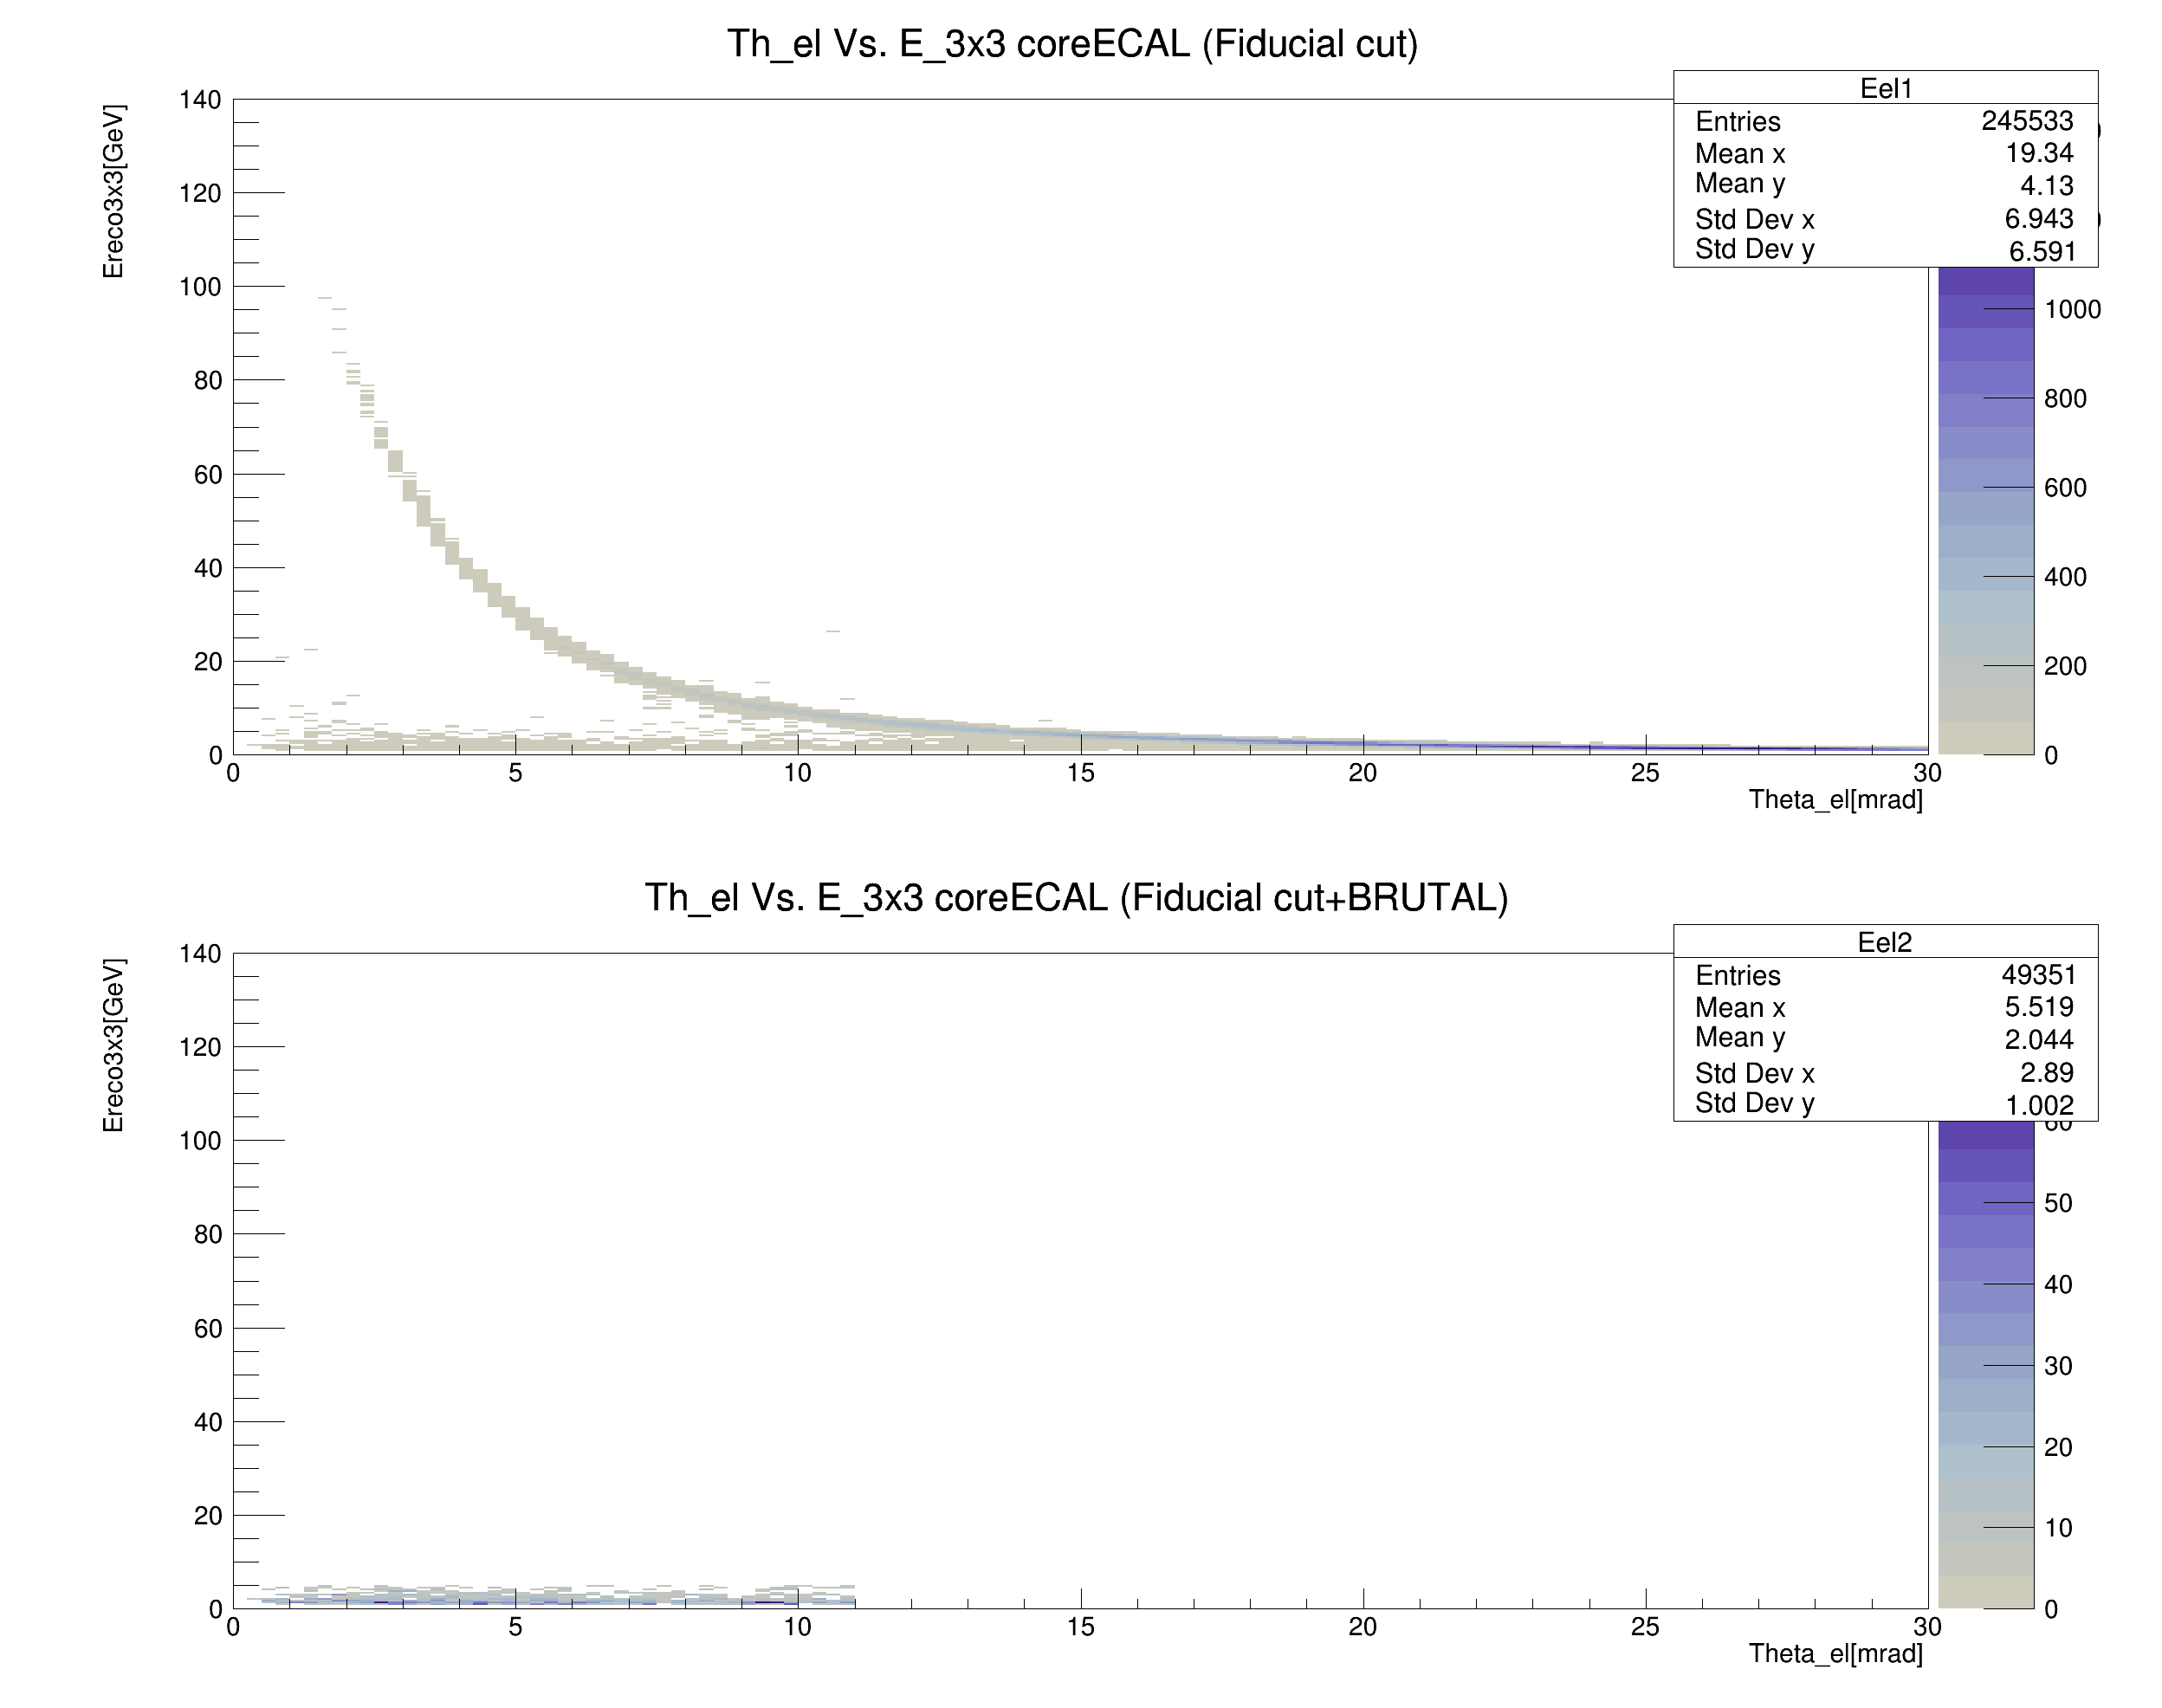 Th_el Vs. E_3x3 coreECAL (Fiducial cut)
Eel1
Entries 245533
Mean x 19.34
Mean y 4.13
Std Dev x 6.943
Std Dev y 6.591
Ereco3x3[GeV]
140
120
100
80
60
40
20
0
0 5 10 15 20 25 30
Theta_el[mrad]
1000
800
600
400
200
0
Th_el Vs. E_3x3 coreECAL (Fiducial cut+BRUTAL)
Eel2
Entries 49351
Mean x 5.519
Mean y 2.044
Std Dev x 2.89
Std Dev y 1.002
Ereco3x3[GeV]
140
120
100
80
60
40
20
0
0 5 10 15 20 25 30
Theta_el[mrad]
60
50
40
30
20
10
0